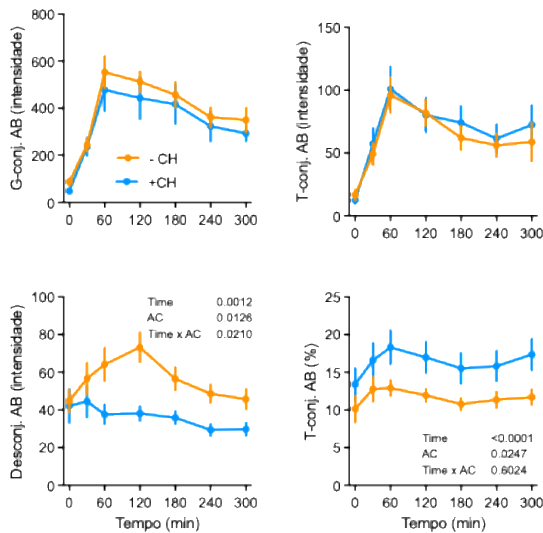 G-conj. AB (intensidade)
800
600
400
200
0
- CH
+CH
0 60 120 180 240 300
T-conj. AB (intensidade)
150
100
50
0
0 60 120 180 240 300
Desconj. AB (intensidade)
100
80
60
40
20
0
Time 0.0012
AC 0.0126
Time x AC 0.0210
0 60 120 180 240 300
Tempo (min)
T-conj. AB (%)
25
20
15
10
5
0
Time <0.0001
AC 0.0247
Time x AC 0.6024
0 60 120 180 240 300
Tempo (min)